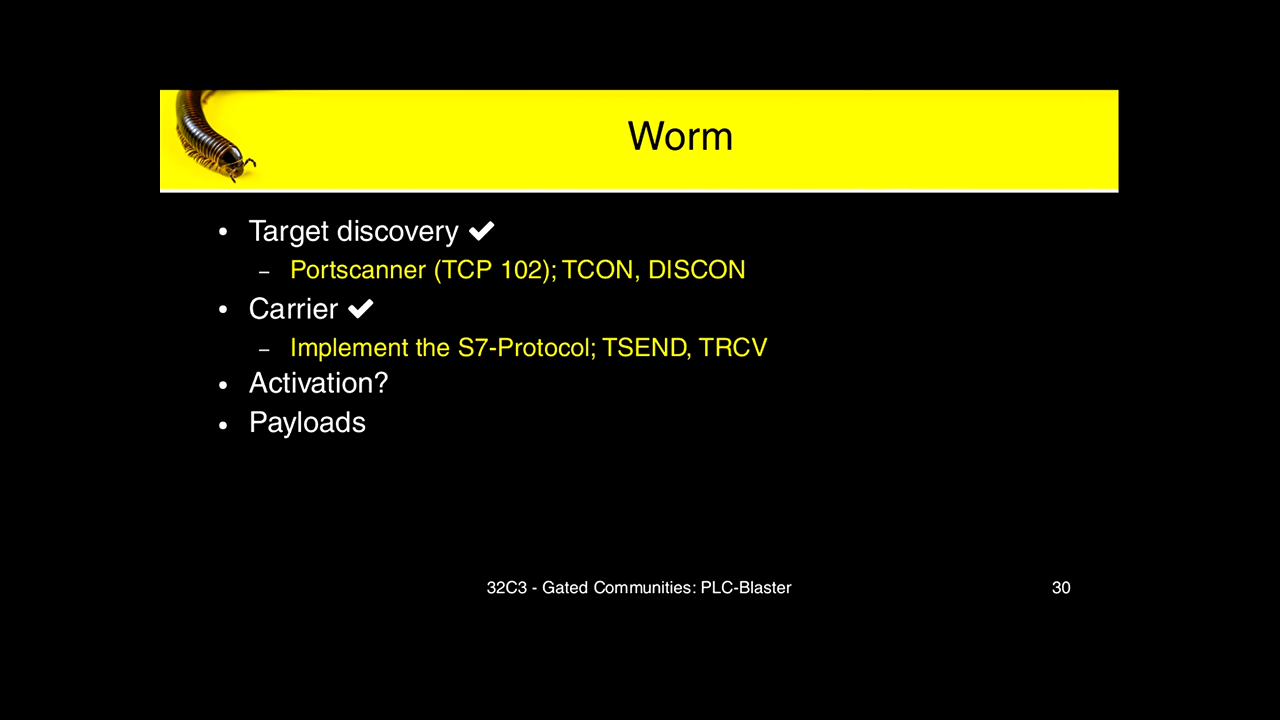 Worm
• Target discovery ✔
– Portscanner (TCP 102); TCON, DISCON
• Carrier ✔
– Implement the S7-Protocol; TSEND, TRCV
• Activation?
• Payloads
32C3 - Gated Communities: PLC-Blaster
30